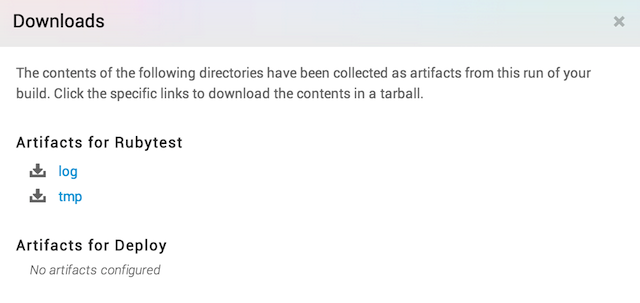 Downloads
The contents of the following directories have been collected as artifacts from this run of your
build. Click the specific links to download the contents in a tarball.
Artifacts for Rubytest
log
tmp
Artifacts for Deploy
No artifacts configured